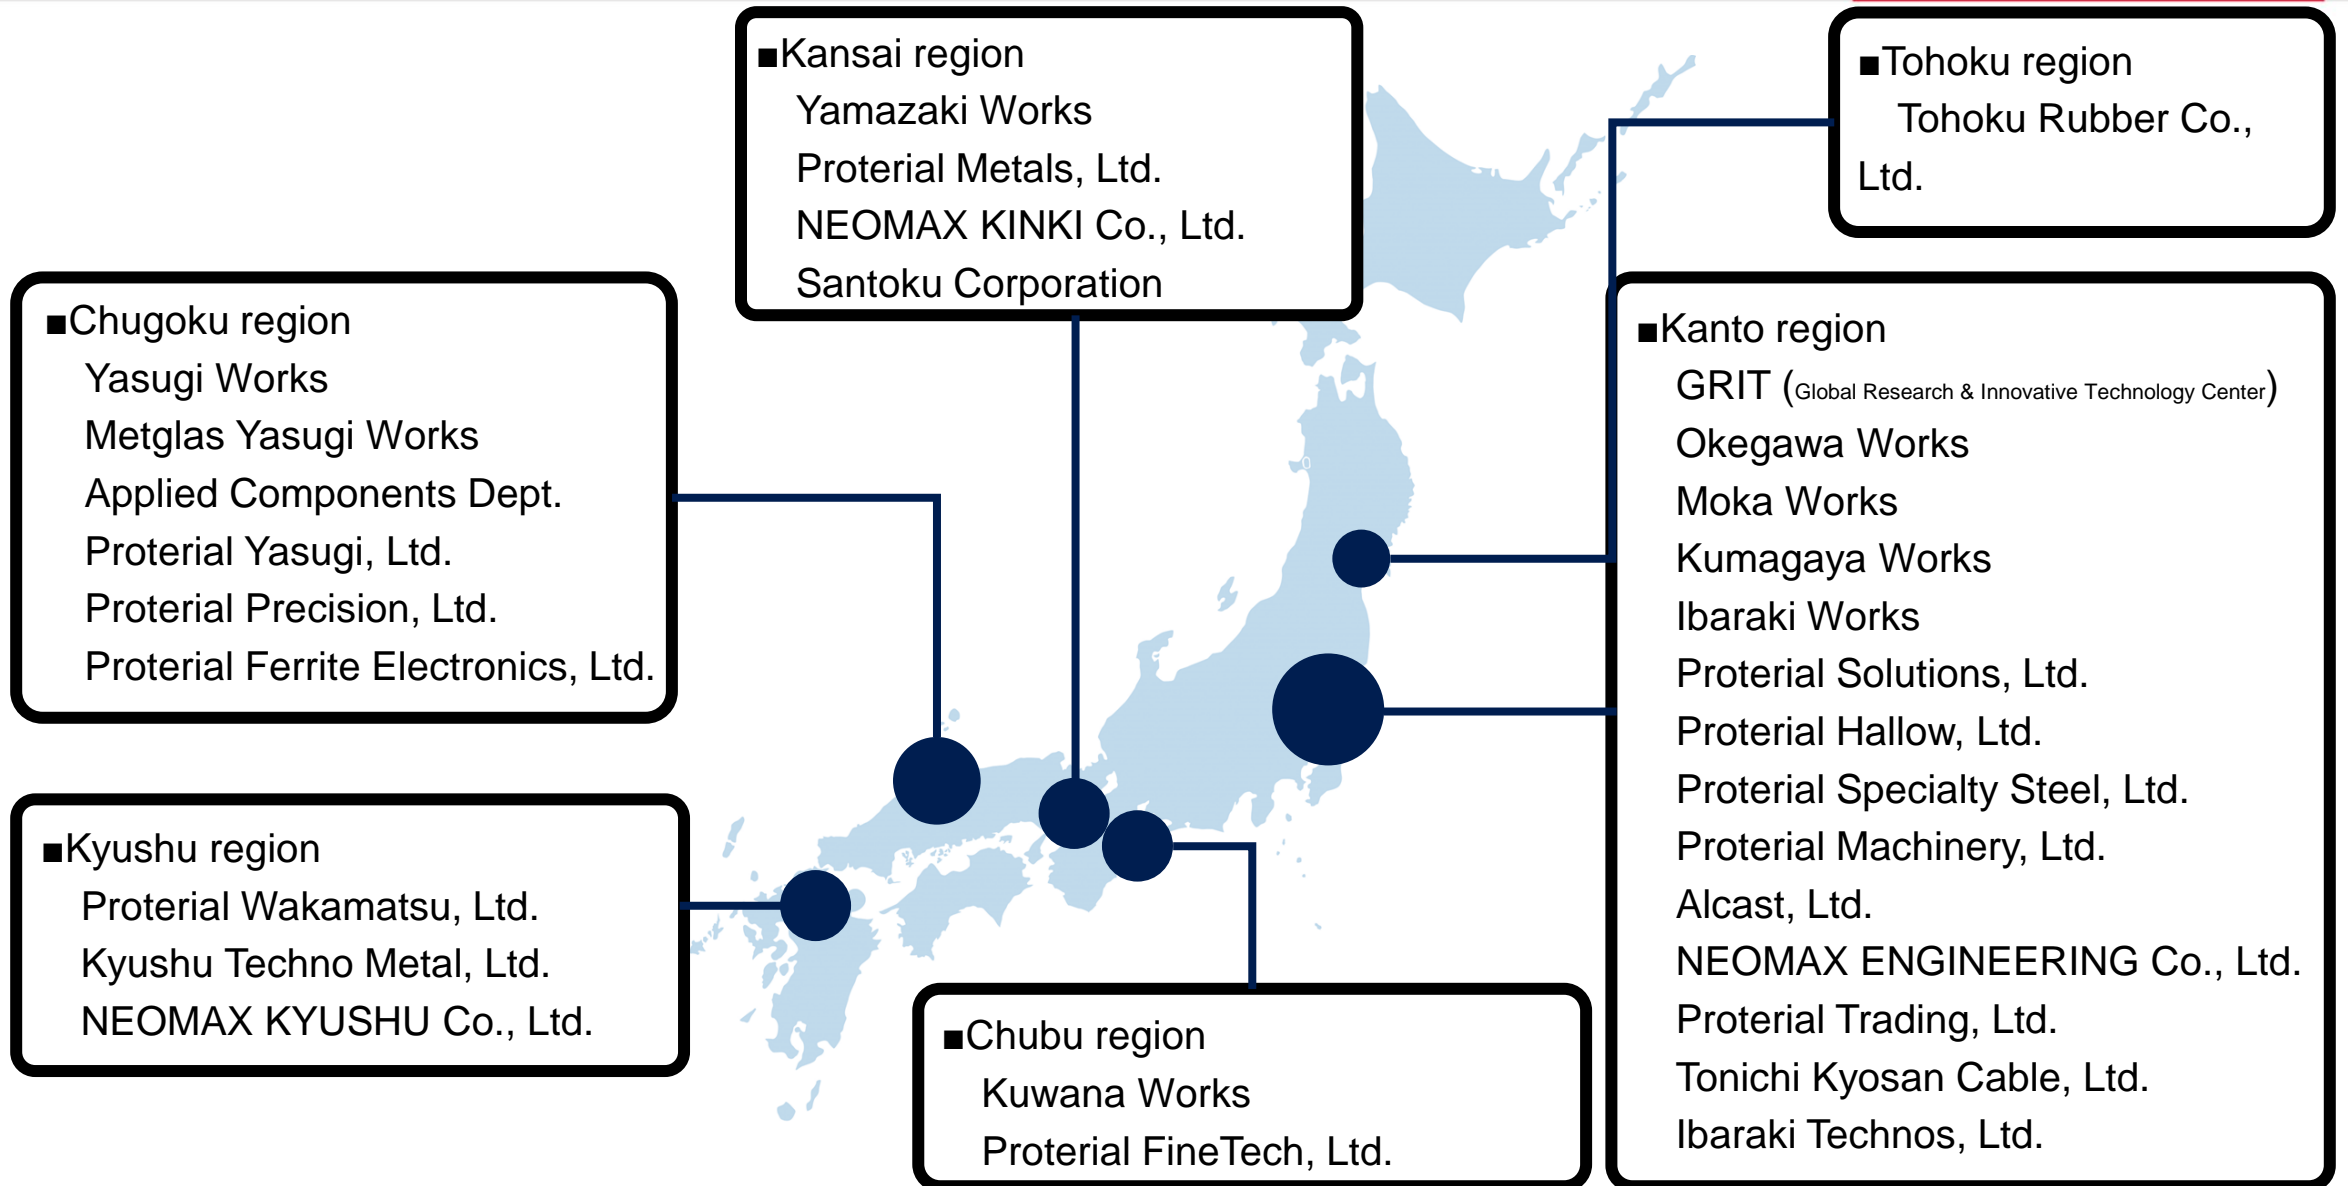 ■Kansai region
Yamazaki Works
Proterial Metals, Ltd.
NEOMAX KINKI Co., Ltd.
Santoku Corporation
■Tohoku region
Tohoku Rubber Co.,
Ltd.
■Chugoku region
Yasugi Works
Metglas Yasugi Works
Applied Components Dept.
Proterial Yasugi, Ltd.
Proterial Precision, Ltd.
Proterial Ferrite Electronics, Ltd.
■Kanto region
GRIT (Global Research & Innovative Technology Center)
Okegawa Works
Moka Works
Kumagaya Works
Ibaraki Works
Proterial Solutions, Ltd.
Proterial Hallow, Ltd.
Proterial Specialty Steel, Ltd.
Proterial Machinery, Ltd.
Alcast, Ltd.
NEOMAX ENGINEERING Co., Ltd.
Proterial Trading, Ltd.
Tonichi Kyosan Cable, Ltd.
Ibaraki Technos, Ltd.
■Kyushu region
Proterial Wakamatsu, Ltd.
Kyushu Techno Metal, Ltd.
NEOMAX KYUSHU Co., Ltd.
■Chubu region
Kuwana Works
Proterial FineTech, Ltd.